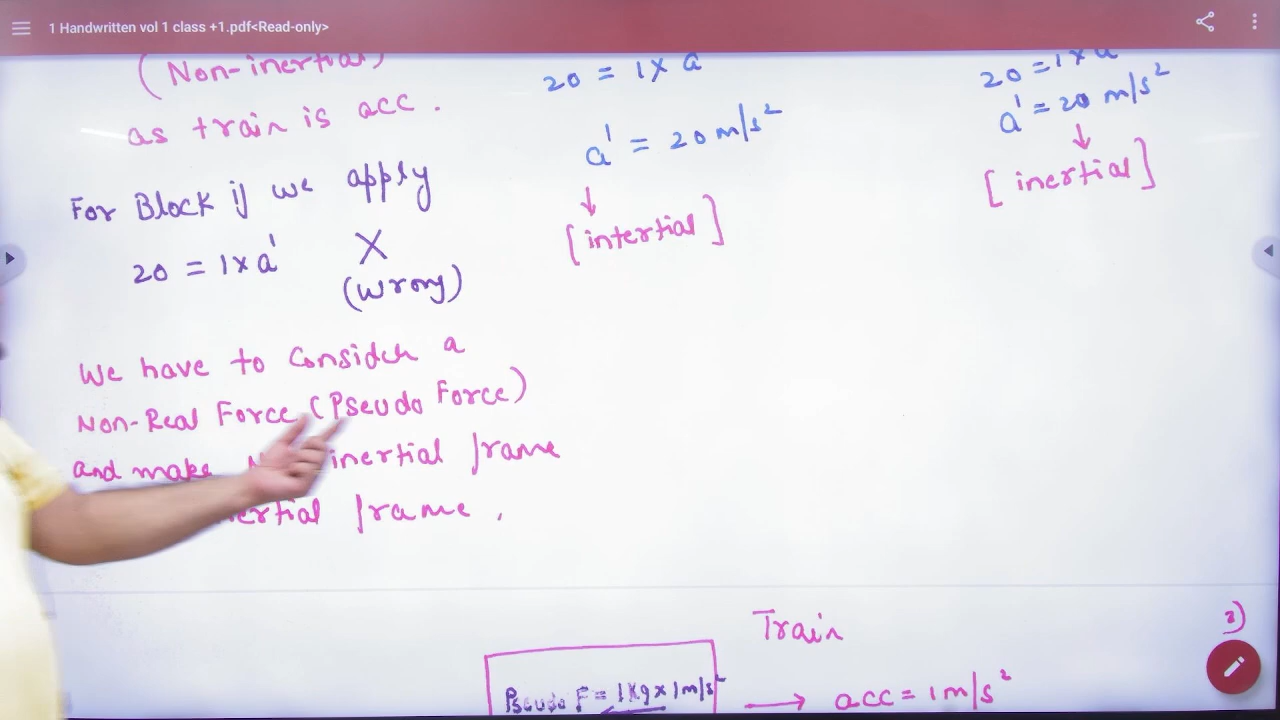 1 Handwritten vol 1 class +1.pdf<Read-only>
(Non-inertial)
as train is acc.
For Block if we apply
20 = 1 x a'
X
(Wrong)
We have to consider a
Non-Real Force (Pseudo Force)
and make inertial frame
frame.
20 = 1 x a
a' = 20 m/s²
↓
[intertial]
20 = 1 x a
a' = 20 m/s²
↓
[inertial]
Train
Pseudo F = 1Kg x 1m/s²
→ acc = 1 m/s²
2)